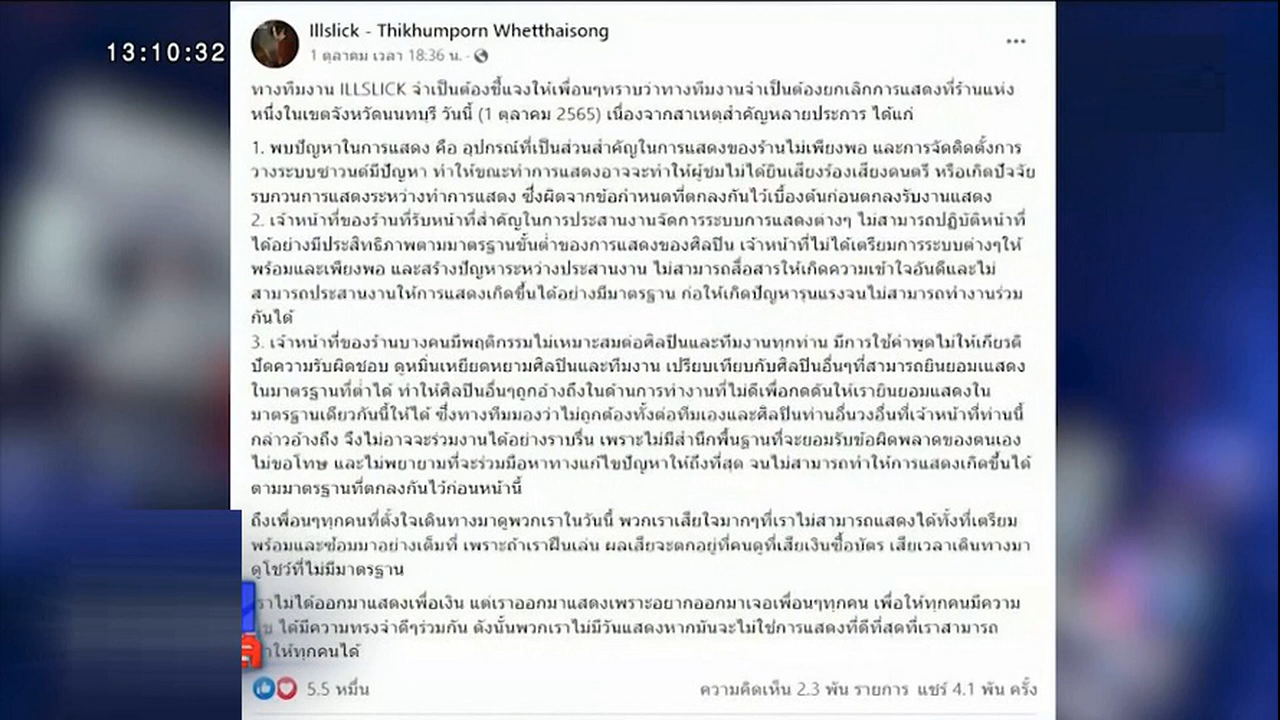 13:10:32
Illslick - Thikhumporn Whetthaisong
1 ตุลาคม เวลา 18:36 น. ·
ทางทีมงาน ILLSLICK จำเป็นต้องชี้แจงให้เพื่อนๆทราบว่าทางทีมงานจำเป็นต้องยกเลิกการแสดงที่ร้านแห่ง
หนึ่งในเขตจังหวัดนนทบุรี วันนี้ (1 ตุลาคม 2565) เนื่องจากสาเหตุสำคัญหลายประการ ได้แก่
1. พบปัญหาในการแสดง คือ อุปกรณ์ที่เป็นส่วนสำคัญในการแสดงของร้านไม่เพียงพอ และการจัดติดตั้งการ
วางระบบซาวนด์มีปัญหา ทำให้ขณะทำการแสดงอาจจะทำให้ผู้ชมไม่ได้ยินเสียงร้องเสียงดนตรี หรือเกิดปัจจัย
รบกวนการแสดงระหว่างทำการแสดง ซึ่งผิดจากข้อกำหนดที่ตกลงกันไว้เบื้องต้นก่อนตกลงรับงานแสดง
2. เจ้าหน้าที่ของร้านที่รับหน้าที่สำคัญในการประสานงานจัดการระบบการแสดงต่างๆ ไม่สามารถปฏิบัติหน้าที่
ได้อย่างมีประสิทธิภาพตามมาตรฐานขั้นต่ำของการแสดงของศิลปิน เจ้าหน้าที่ไม่ได้เตรียมการระบบต่างๆให้
พร้อมและเพียงพอ และสร้างปัญหาระหว่างประสานงาน ไม่สามารถสื่อสารให้เกิดความเข้าใจอันดีและไม่
สามารถประสานงานให้การแสดงเกิดขึ้นได้อย่างมีมาตรฐาน ก่อให้เกิดปัญหารุนแรงจนไม่สามารถทำงานร่วม
กันได้
3. เจ้าหน้าที่ของร้านบางคนมีพฤติกรรมไม่เหมาะสมต่อศิลปินและทีมงานทุกท่าน มีการใช้คำพูดไม่ให้เกียรติ
ปัดความรับผิดชอบ ดูหมิ่นเหยียดหยามศิลปินและทีมงาน เปรียบเทียบกับศิลปินอื่นๆที่สามารถยินยอมแแสดง
ในมาตรฐานที่ต่ำได้ ทำให้ศิลปินอื่นๆถูกอ้างถึงในด้านการทำงานที่ไม่ดีเพื่อกดดันให้เรายินยอมแสดงใน
มาตรฐานเดียวกันนี้ให้ได้ ซึ่งทางทีมมองว่าไม่ถูกต้องทั้งต่อทีมเองและศิลปินท่านอื่นวงอื่นที่เจ้าหน้าที่ท่านนี้
กล่าวอ้างถึง จึงไม่อาจจะร่วมงานได้อย่างราบรื่น เพราะไม่มีสำนึกพื้นฐานที่จะยอมรับข้อผิดพลาดของตนเอง
ไม่ขอโทษ และไม่พยายามที่จะร่วมมือหาทางแก้ไขปัญหาให้ถึงที่สุด จนไม่สามารถทำให้การแสดงเกิดขึ้นได้
ตามมาตรฐานที่ตกลงกันไว้ก่อนหน้านี้
ถึงเพื่อนๆทุกคนที่ตั้งใจเดินทางมาดูพวกเราในวันนี้ พวกเราเสียใจมากๆที่เราไม่สามารถแสดงได้ทั้งที่เตรียม
พร้อมและซ้อมมาอย่างเต็มที่ เพราะถ้าเราฝืนเล่น ผลเสียจะตกอยู่ที่คนดูที่เสียเงินซื้อบัตร เสียเวลาเดินทางมา
ดูโชว์ที่ไม่มีมาตรฐาน
ราไม่ได้ออกมาแสดงเพื่อเงิน แต่เราออกมาแสดงเพราะอยากออกมาเจอเพื่อนๆทุกคน เพื่อให้ทุกคนมีความ
ได้มีความทรงจำดีๆร่วมกัน ดังนั้นพวกเราไม่มีวันแสดงหากมันจะไม่ใช่การแสดงที่ดีที่สุดที่เราสามารถ
ให้ทุกคนได้
5.5 หมื่น
ความคิดเห็น 2.3 พัน รายการ แชร์ 4.1 พัน ครั้ง